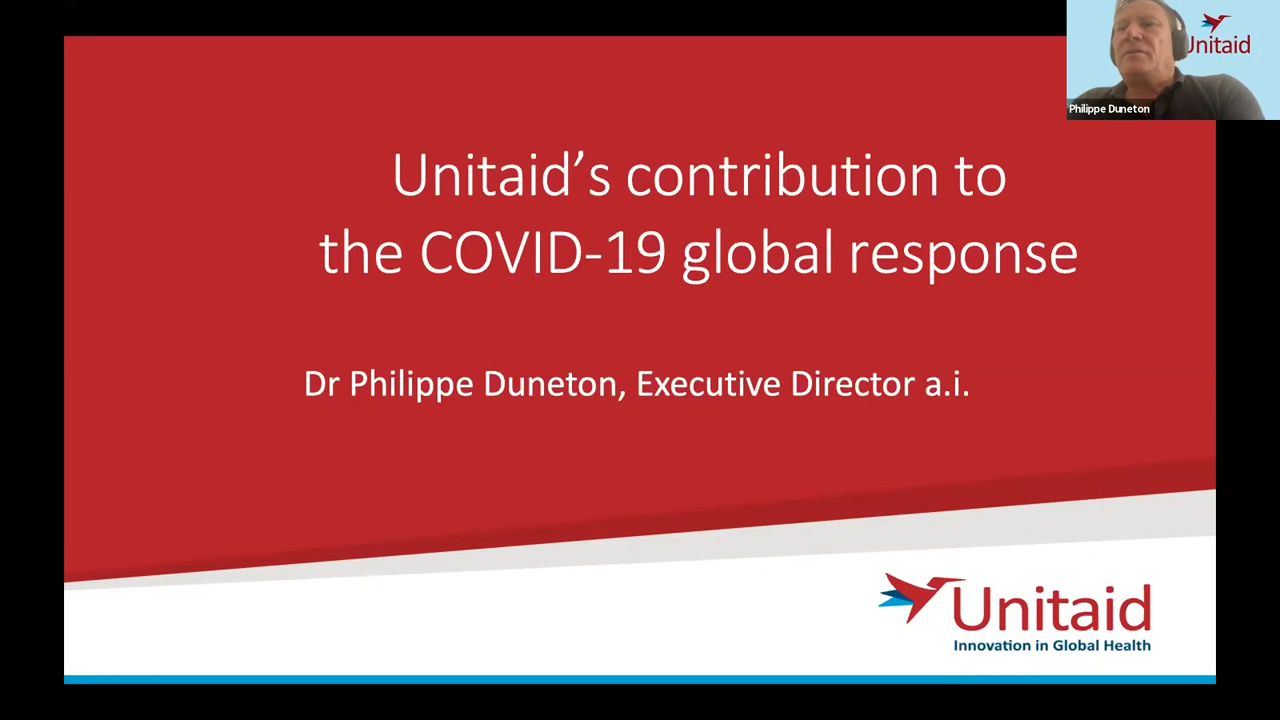 Unitaid
Philippe Duneton
Unitaid's contribution to
the COVID-19 global response
Dr Philippe Duneton, Executive Director a.i.
Unitaid
Innovation in Global Health